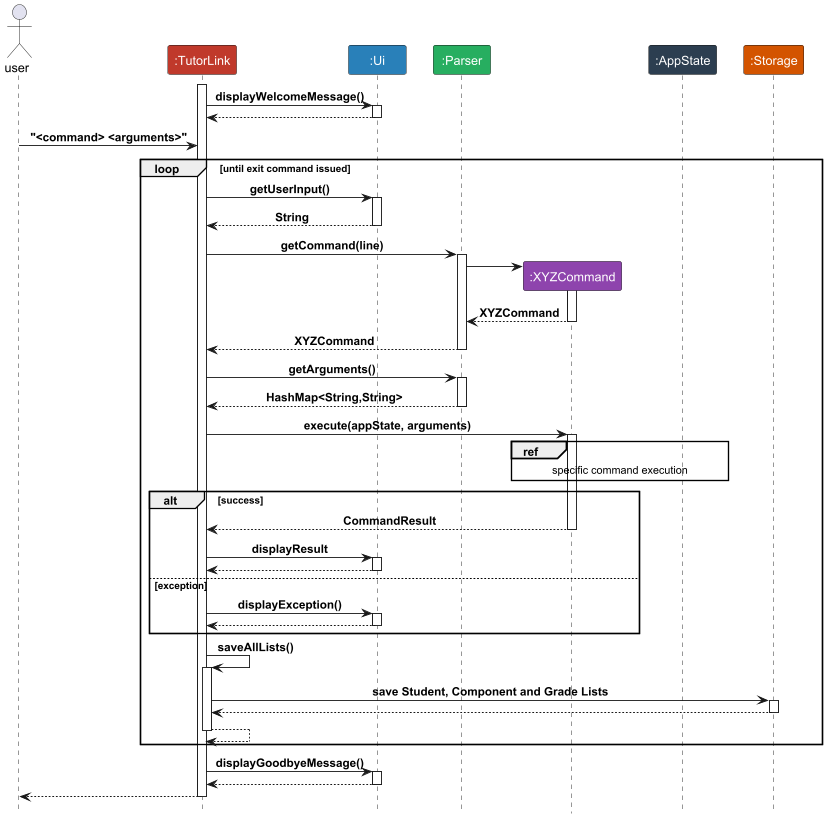 user
:TutorLink
:Ui
:Parser
:AppState
:Storage
displayWelcomeMessage()
"<command> <arguments>"
loop
[until exit command issued]
getUserInput()
String
getCommand(line)
:XYZCommand
XYZCommand
XYZCommand
getArguments()
HashMap<String,String>
execute(appState, arguments)
ref
specific command execution
alt
[success]
CommandResult
displayResult
[exception]
displayException()
saveAllLists()
save Student, Component and Grade Lists
displayGoodbyeMessage()